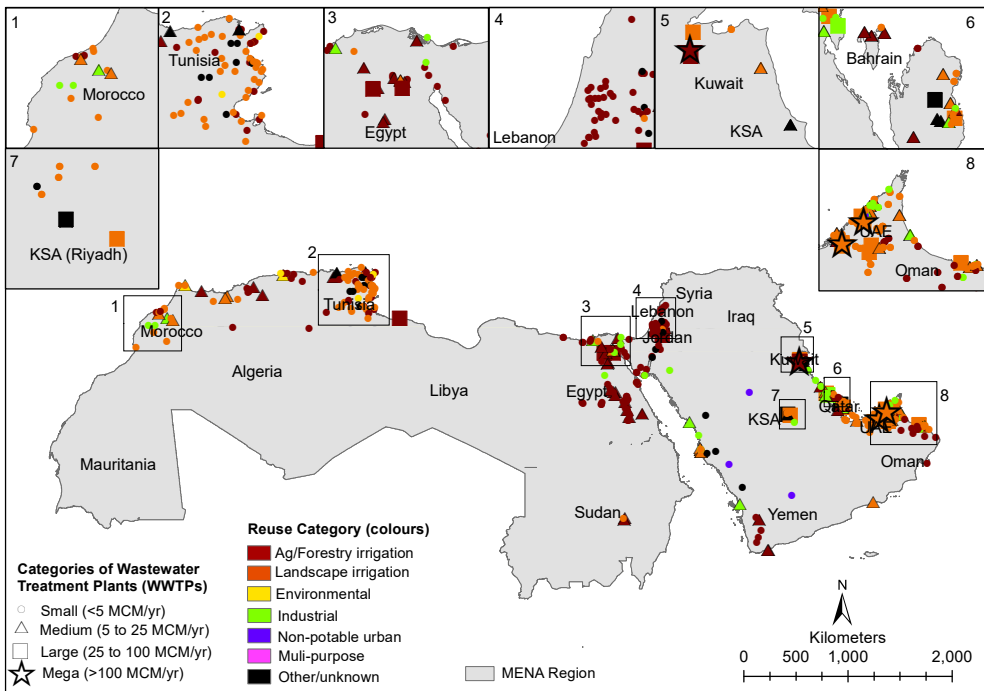 1
2
3
4
5
6
Morocco
Tunisia
Egypt
Lebanon
Kuwait
KSA
Bahrain
7
KSA (Riyadh)
8
UAE
Oman
1
Morocco
2
Tunisia
3
Egypt
4
Lebanon
Jordan
Syria
Iraq
5
Kuwait
6
Qatar
7
KSA
8
UAE
Oman
Algeria
Libya
Mauritania
Sudan
Yemen
Categories of Wastewater
Treatment Plants (WWTPs)
Small (<5 MCM/yr)
Medium (5 to 25 MCM/yr)
Large (25 to 100 MCM/yr)
Mega (>100 MCM/yr)
Reuse Category (colours)
Ag/Forestry irrigation
Landscape irrigation
Environmental
Industrial
Non-potable urban
Muli-purpose
Other/unknown
MENA Region
N
Kilometers
0 500 1,000 2,000